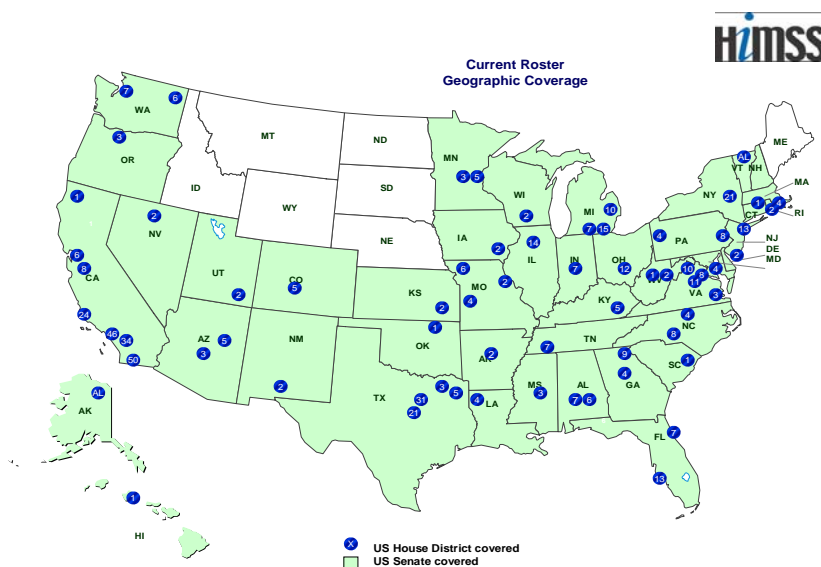 HiMSS
Current Roster
Geographic Coverage
7
6
WA
3
OR
MT
ND
ME
ID
SD
WY
NE
MN
3 5
WI
2
MI
10
7 15
NY
21
AL
VT NH
MA
1 4
2
CT
RI
1
NV
2
UT
2
CO
5
IA
2
14
IL
IN
7
OH
12
4
PA
8
13
NJ
DE
MD
2
6
8
CA
24
46
34
50
KS
2
6
MO
4
2
KY
5
1 2
10
8
4
11
VA
3
AZ
5
3
NM
2
1
OK
2
7
TN
4
NC
8
SC
1
9
4
GA
TX
3
5
31
21
4
LA
MS
3
AL
7 6
FL
7
13
AL
AK
1
HI
X US House District covered
US Senate covered